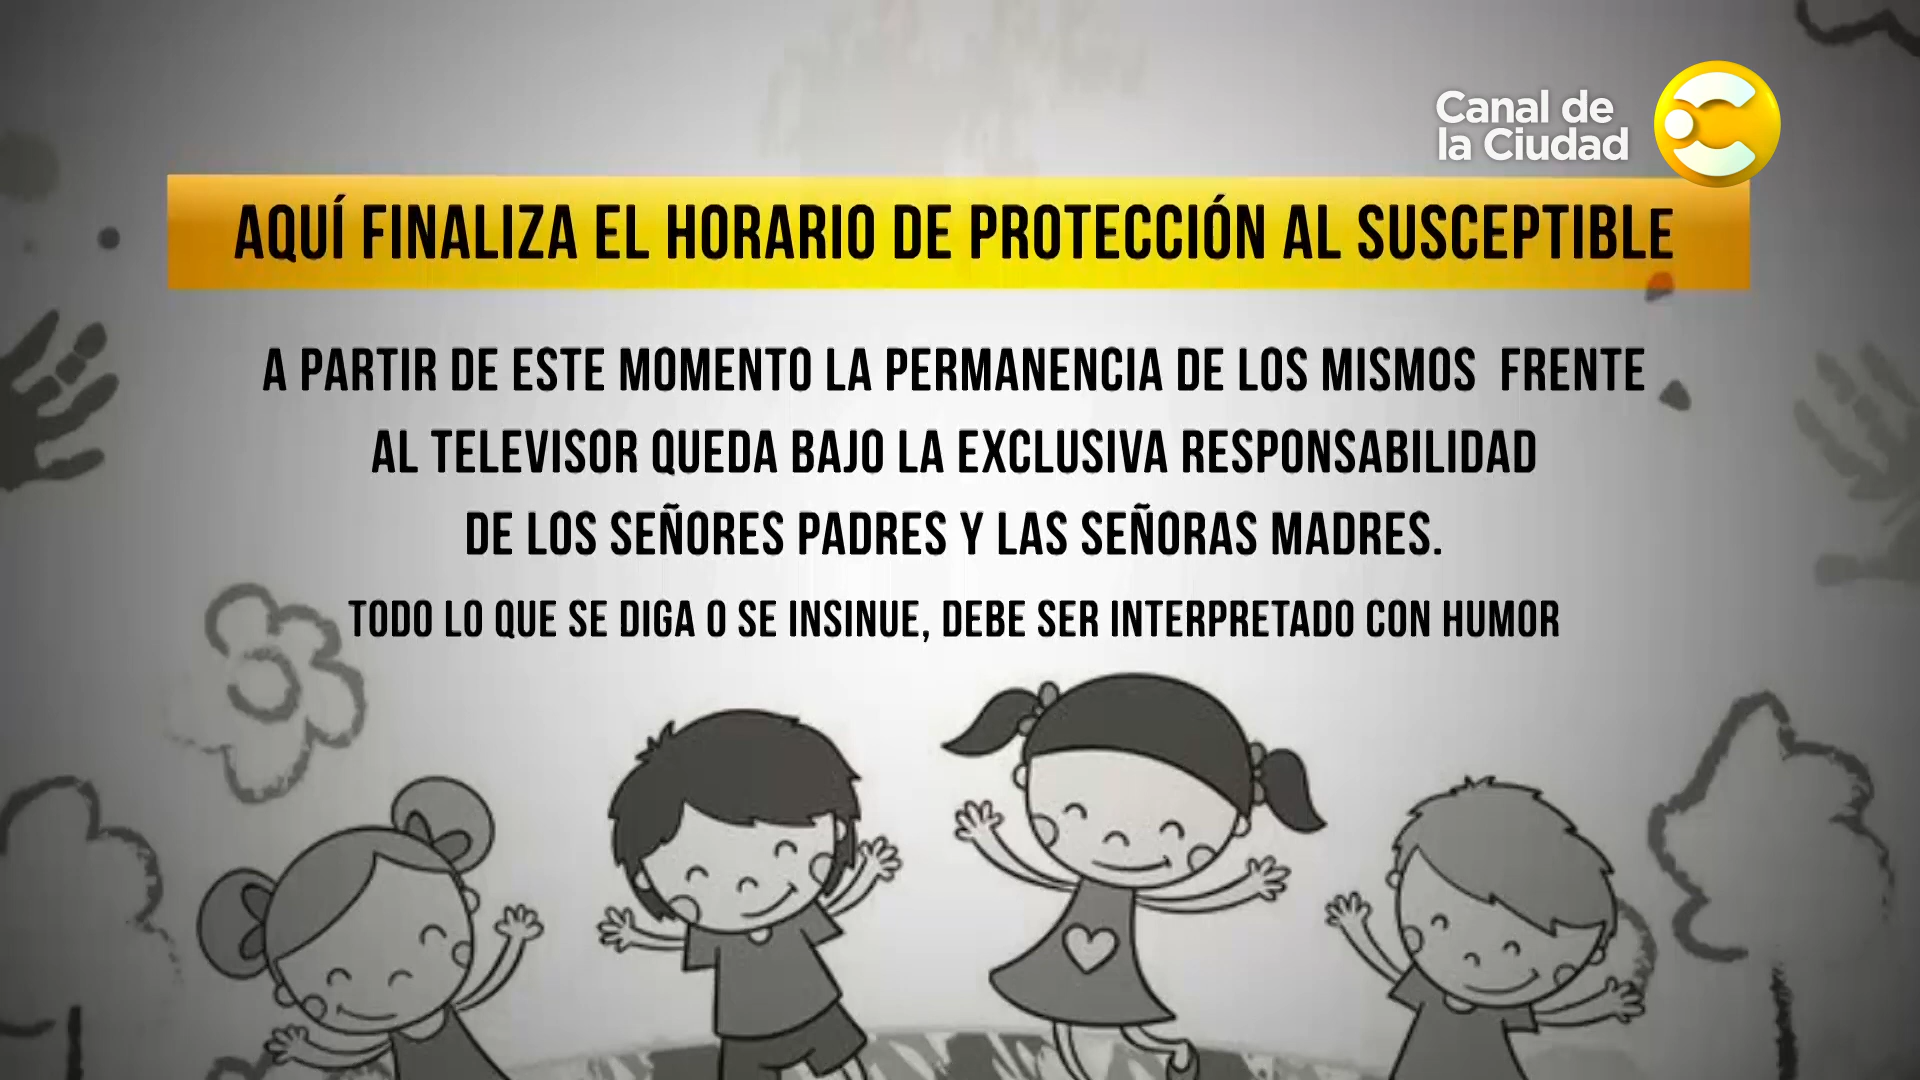 Canal de
la Ciudad
AQUÍ FINALIZA EL HORARIO DE PROTECCIÓN AL SUSCEPTIBLE
A PARTIR DE ESTE MOMENTO LA PERMANENCIA DE LOS MISMOS FRENTE
AL TELEVISOR QUEDA BAJO LA EXCLUSIVA RESPONSABILIDAD
DE LOS SEÑORES PADRES Y LAS SEÑORAS MADRES.
TODO LO QUE SE DIGA O SE INSINUE, DEBE SER INTERPRETADO CON HUMOR